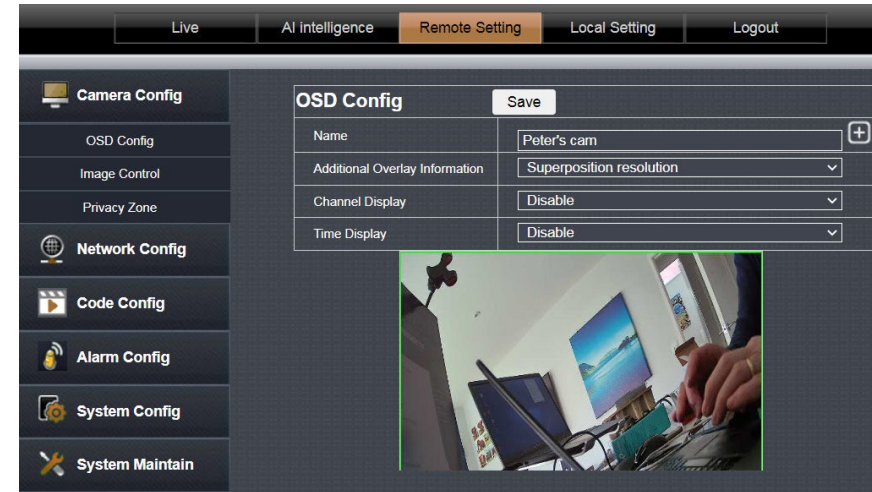 Live AI intelligence Remote Setting Local Setting Logout
Camera Config
OSD Config
Image Control
Privacy Zone
Network Config
Code Config
Alarm Config
System Config
System Maintain
OSD Config Save
Name Peter's cam
Additional Overlay Information Superposition resolution
Channel Display Disable
Time Display Disable